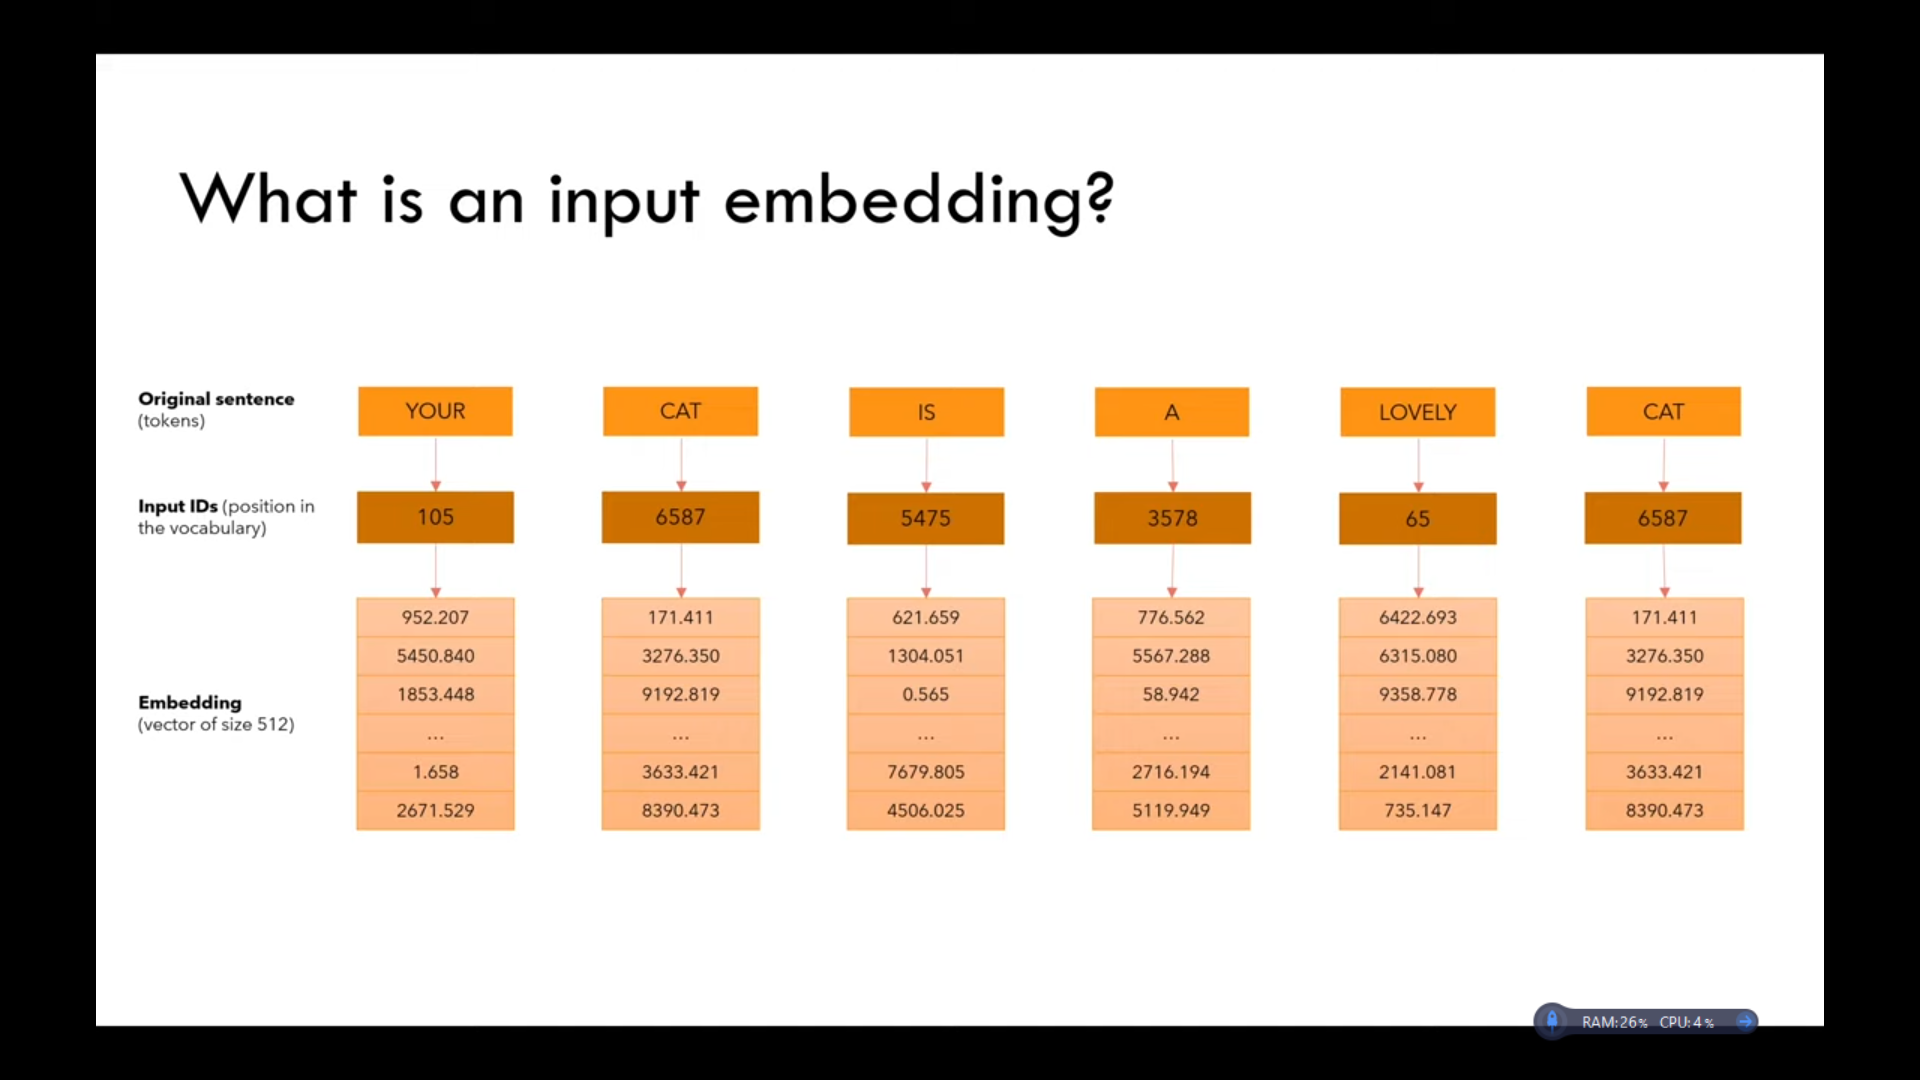 What is an input embedding?
Original sentence
(tokens)
YOUR CAT IS A LOVELY CAT
Input IDs (position in
the vocabulary)
105 6587 5475 3578 65 6587
Embedding
(vector of size 512)
952.207 171.411 621.659 776.562 6422.693 171.411
5450.840 3276.350 1304.051 5567.288 6315.080 3276.350
1853.448 9192.819 0.565 58.942 9358.778 9192.819
... ... ... ... ... ...
1.658 3633.421 7679.805 2716.194 2141.081 3633.421
2671.529 8390.473 4506.025 5119.949 735.147 8390.473
RAM:26% CPU:4%